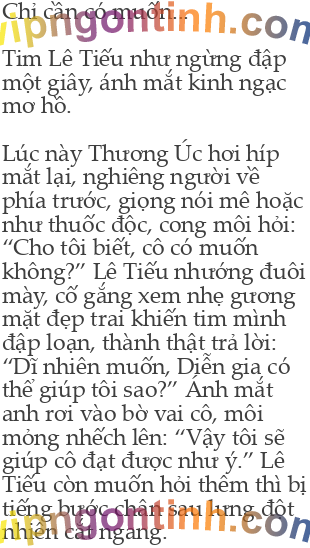 Chỉ cần có muốn...
vipngontinh.com
Tim Lê Tiếu như ngừng đập
một giây, ánh mắt kinh ngạc
mơ hồ.
Lúc này Thương Úc hơi híp
mắt lại, nghiêng người về
phía trước, giọng nói mê hoặc
như thuốc độc, cong môi hỏi:
“Cho tôi biết, cô có muốn
không?” Lê Tiếu nhướng đuôi
mày, cố gắng xem nhẹ gương
mặt đẹp trai khiến tim mình
đập loạn, thành thật trả lời:
“Dĩ nhiên muốn, Diễn gia có
thể giúp tôi sao?” Ánh mắt
anh rơi vào bờ vai cô, môi
mỏng nhếch lên: “Vậy tôi sẽ
giúp cô đạt được như ý.” Lê
Tiếu còn muốn hỏi thêm thì bị
tiếng bước chân sau lưng đột
nhiên cắt ngang.
vipngontinh.com